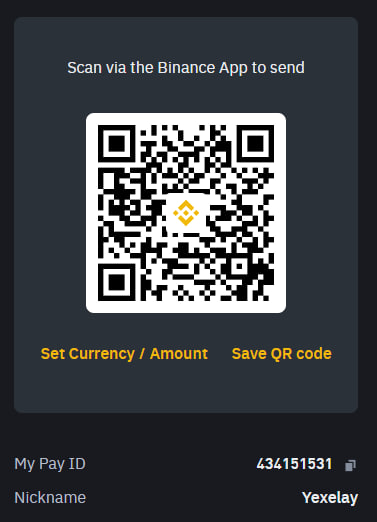 Scan via the Binance App to send
Set Currency / Amount Save QR code
My Pay ID 434151531
Nickname Yexelay